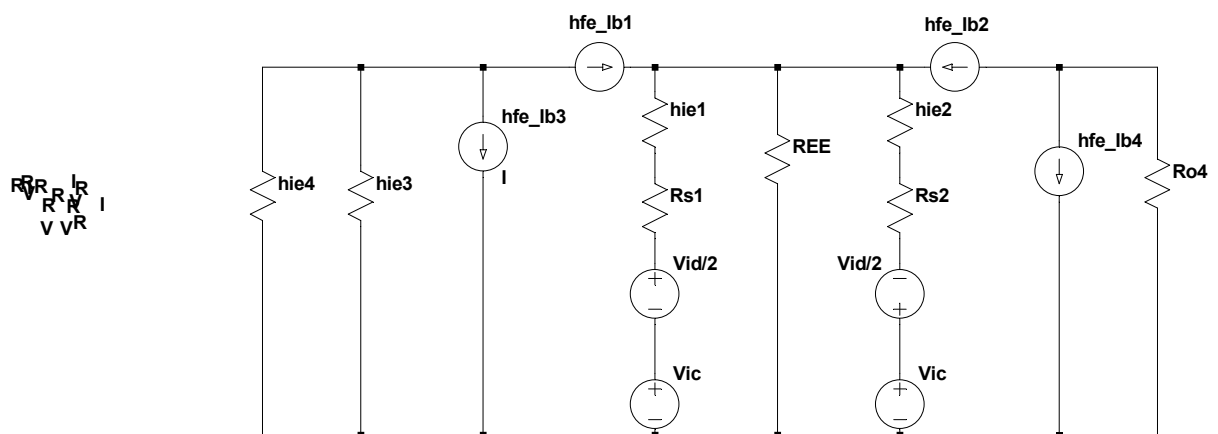 hfe_Ib1
hfe_Ib2
hfe_Ib3
I
hie1
hie2
REE
hfe_Ib4
hie4
hie3
Rs1
Rs2
Ro4
Vid/2
Vid/2
+
−
−
+
Vic
Vic
+
−
+
−